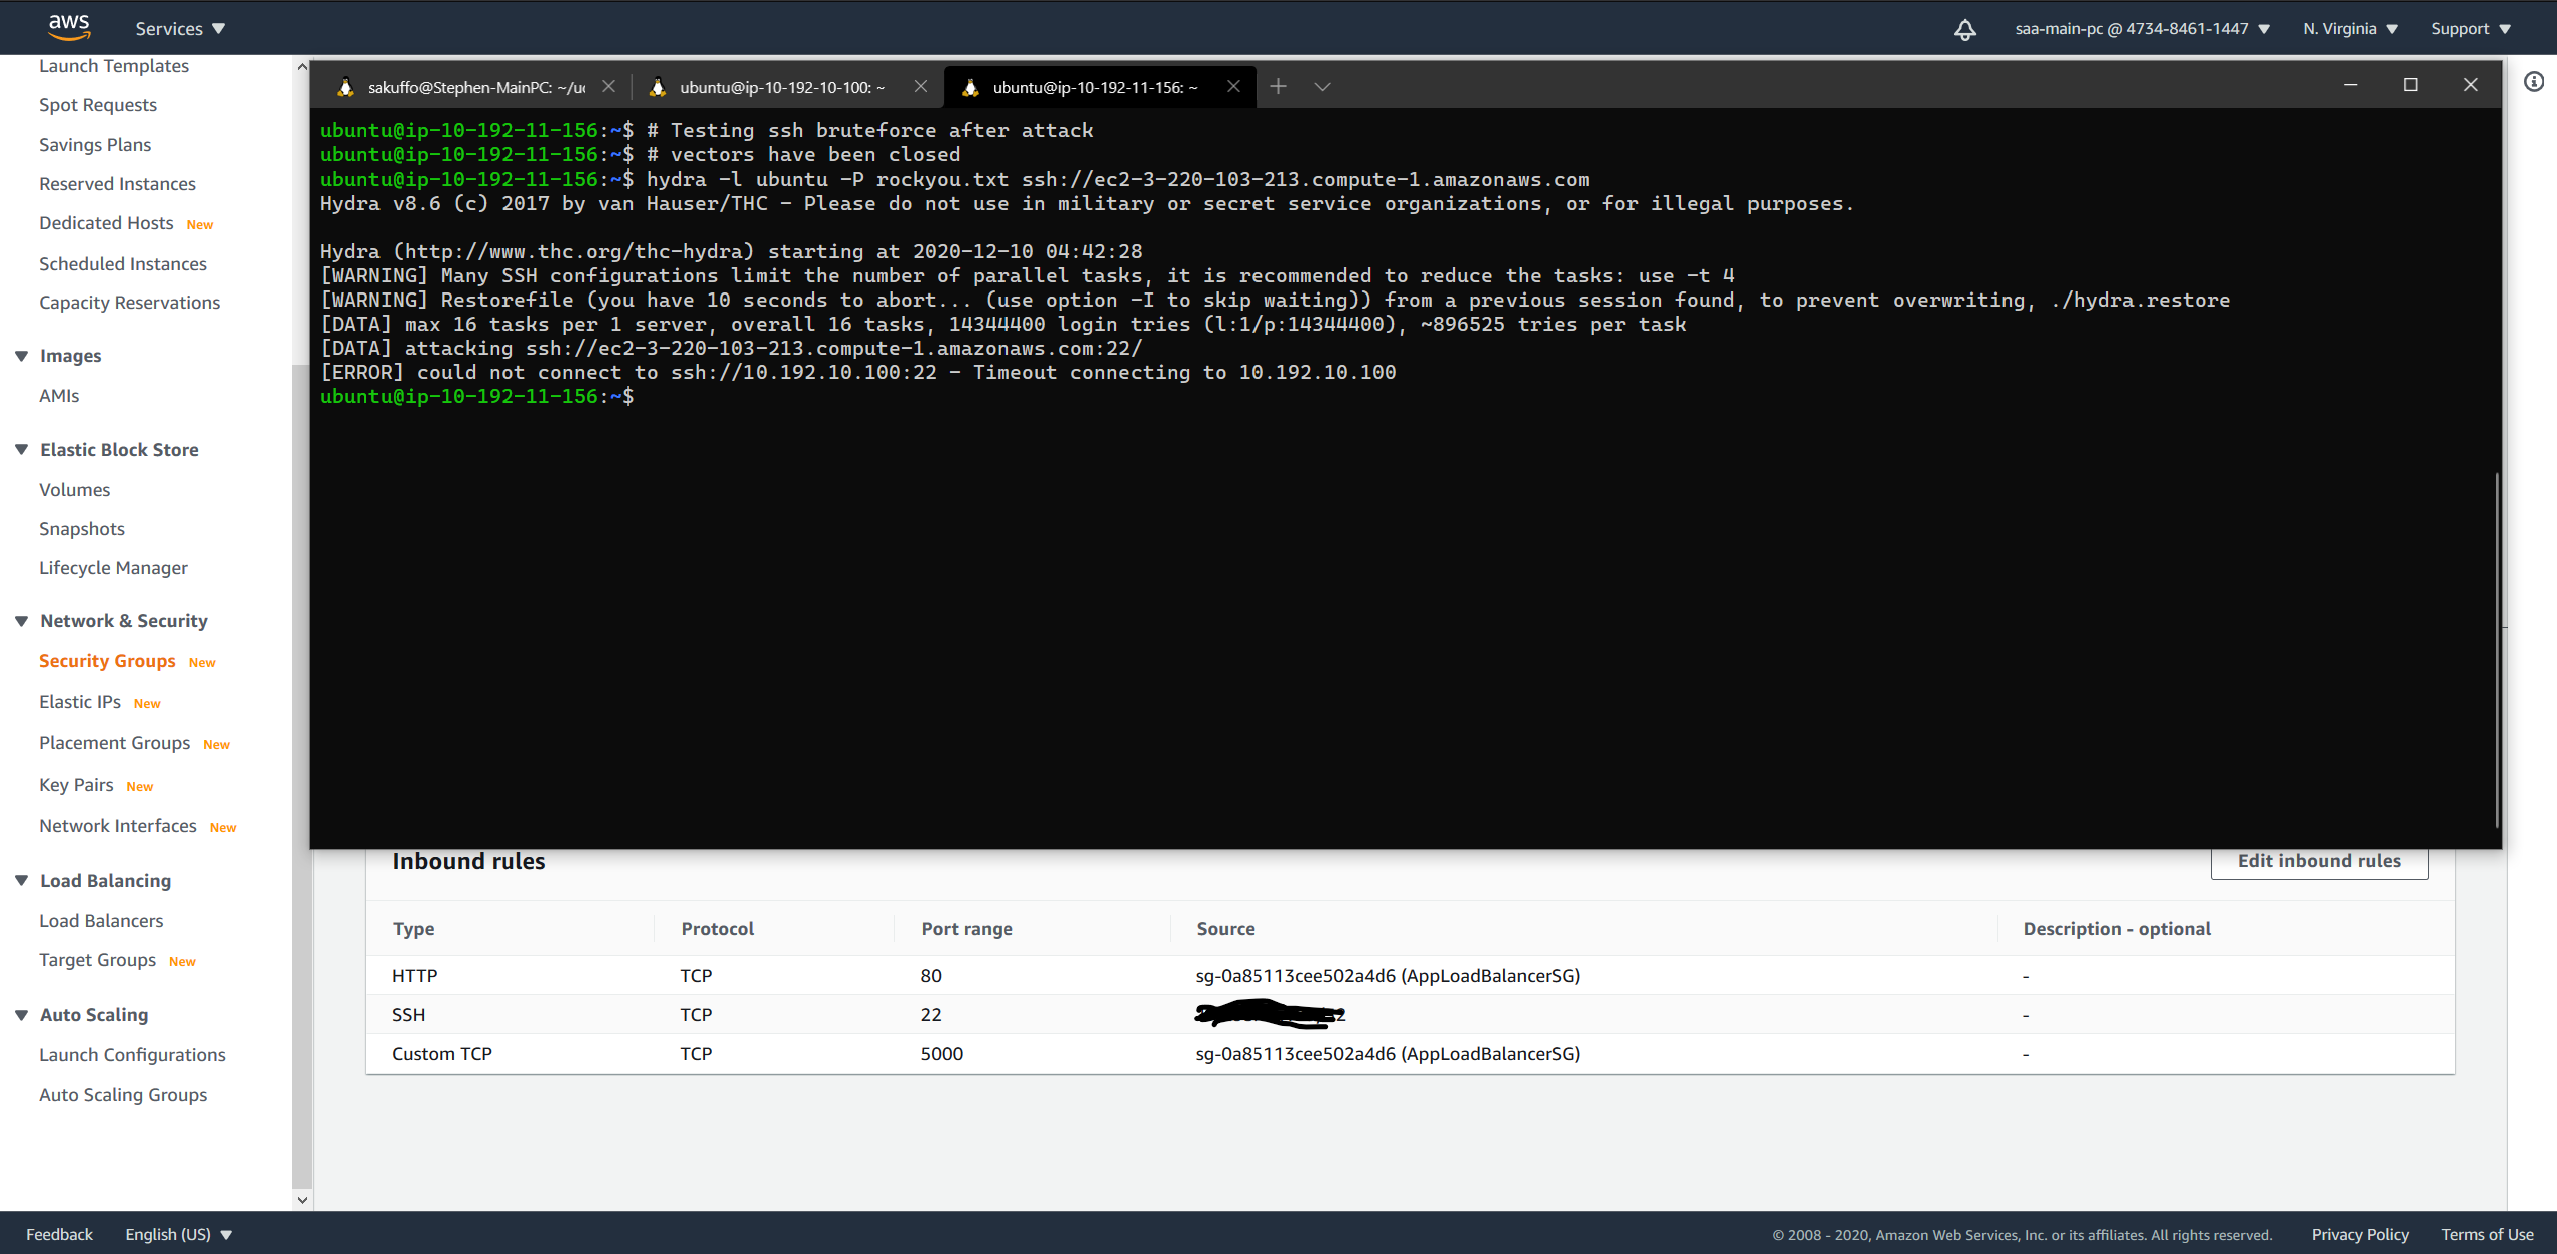 aws
Services
saa-main-pc @ 4734-8461-1447
N. Virginia
Support
Launch Templates
Spot Requests
Savings Plans
Reserved Instances
Dedicated Hosts New
Scheduled Instances
Capacity Reservations
Images
AMIs
Elastic Block Store
Volumes
Snapshots
Lifecycle Manager
Network & Security
Security Groups New
Elastic IPs New
Placement Groups New
Key Pairs New
Network Interfaces New
Load Balancing
Load Balancers
Target Groups New
Auto Scaling
Launch Configurations
Auto Scaling Groups
sakuffo@Stephen-MainPC: ~/u
ubuntu@ip-10-192-10-100: ~
ubuntu@ip-10-192-11-156: ~
ubuntu@ip-10-192-11-156:~$ # Testing ssh bruteforce after attack
ubuntu@ip-10-192-11-156:~$ # vectors have been closed
ubuntu@ip-10-192-11-156:~$ hydra -l ubuntu -P rockyou.txt ssh://ec2-3-220-103-213.compute-1.amazonaws.com
Hydra v8.6 (c) 2017 by van Hauser/THC - Please do not use in military or secret service organizations, or for illegal purposes.
Hydra (http://www.thc.org/thc-hydra) starting at 2020-12-10 04:42:28
[WARNING] Many SSH configurations limit the number of parallel tasks, it is recommended to reduce the tasks: use -t 4
[WARNING] Restorefile (you have 10 seconds to abort... (use option -I to skip waiting)) from a previous session found, to prevent overwriting, ./hydra.restore
[DATA] max 16 tasks per 1 server, overall 16 tasks, 14344400 login tries (l:1/p:14344400), ~896525 tries per task
[DATA] attacking ssh://ec2-3-220-103-213.compute-1.amazonaws.com:22/
[ERROR] could not connect to ssh://10.192.10.100:22 - Timeout connecting to 10.192.10.100
ubuntu@ip-10-192-11-156:~$
Inbound rules
Edit inbound rules
Type Protocol Port range Source Description - optional
HTTP TCP 80 sg-0a85113cee502a4d6 (AppLoadBalancerSG) -
SSH TCP 22 -
Custom TCP TCP 5000 sg-0a85113cee502a4d6 (AppLoadBalancerSG) -
Feedback
English (US)
© 2008 - 2020, Amazon Web Services, Inc. or its affiliates. All rights reserved.
Privacy Policy
Terms of Use